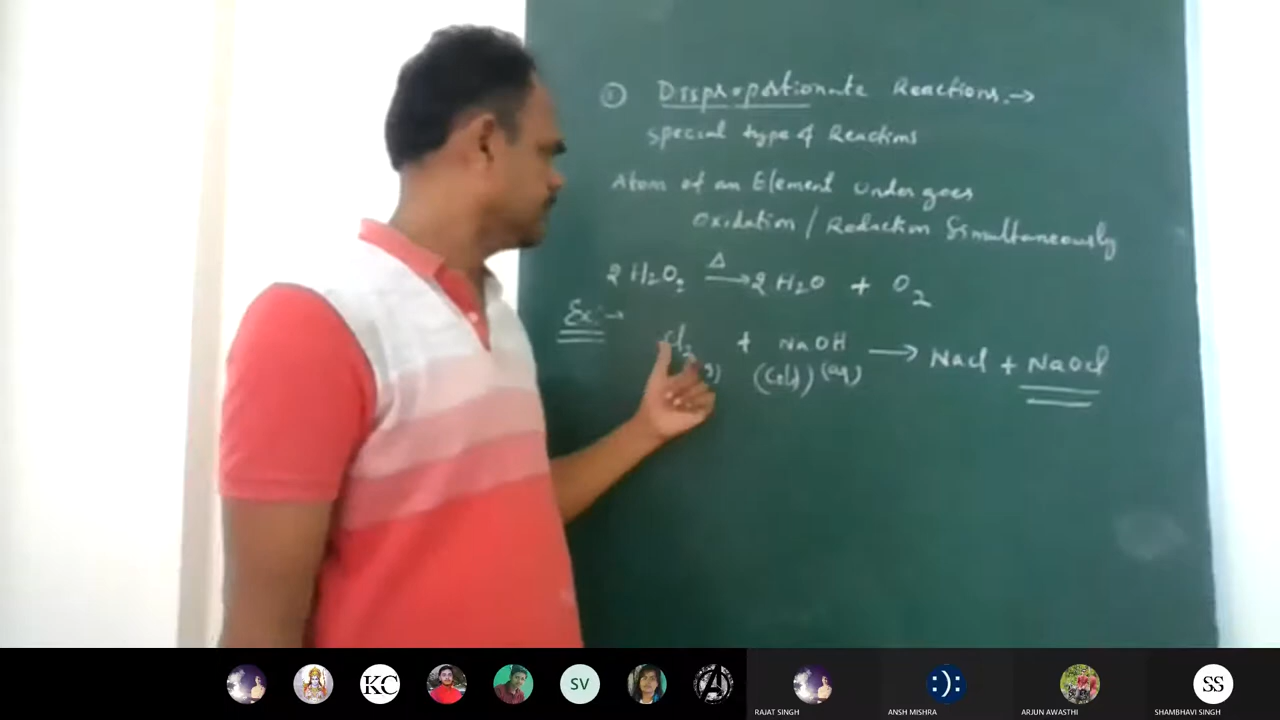 Disproportionate Reactions →
special type of Reactions
Atom of an Element undergoes
Oxidation / Reduction Simultaneously
2 H₂O₂ —Δ→ 2 H₂O + O₂
Ex:→
Cl₂ + NaOH → NaCl + NaOCl
g) (Cold) (aq)
KC
SV
A
:):
SS
RAJAT SINGH
ANSH MISHRA
ARJUN AWASTHI
SHAMBHAVI SINGH